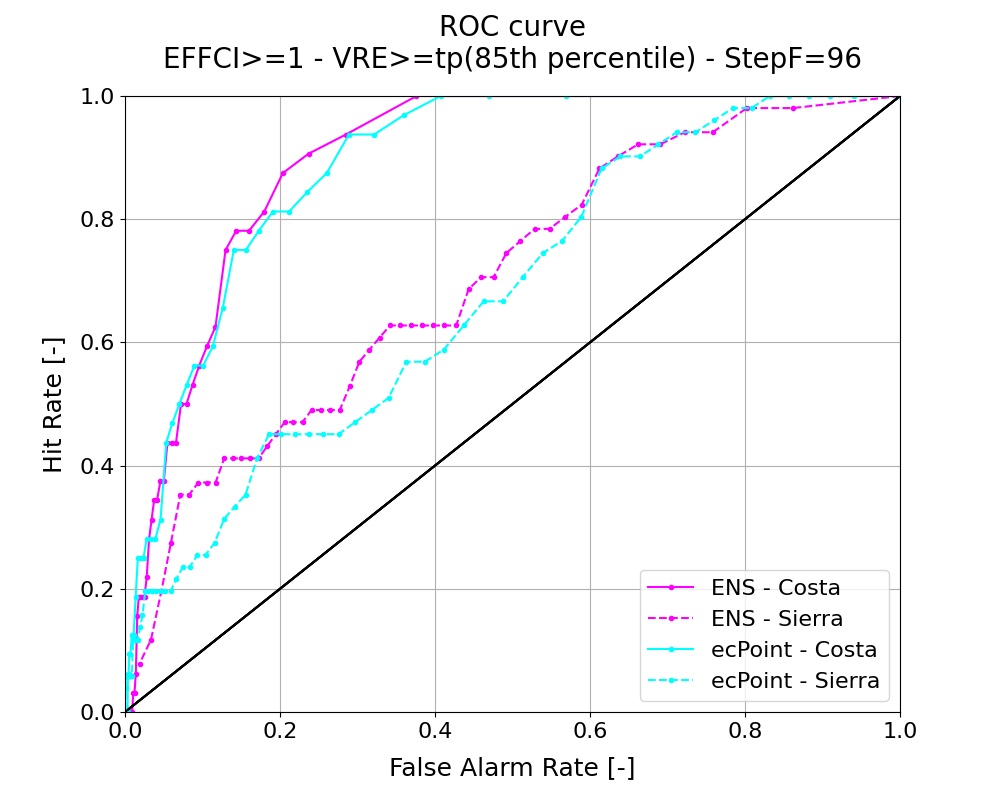 ROC curve
EFFCI>=1 - VRE>=tp(85th percentile) - StepF=96
1.0
0.8
0.6
0.4
0.2
0.0
Hit Rate [-]
0.0 0.2 0.4 0.6 0.8 1.0
False Alarm Rate [-]
ENS - Costa
ENS - Sierra
ecPoint - Costa
ecPoint - Sierra